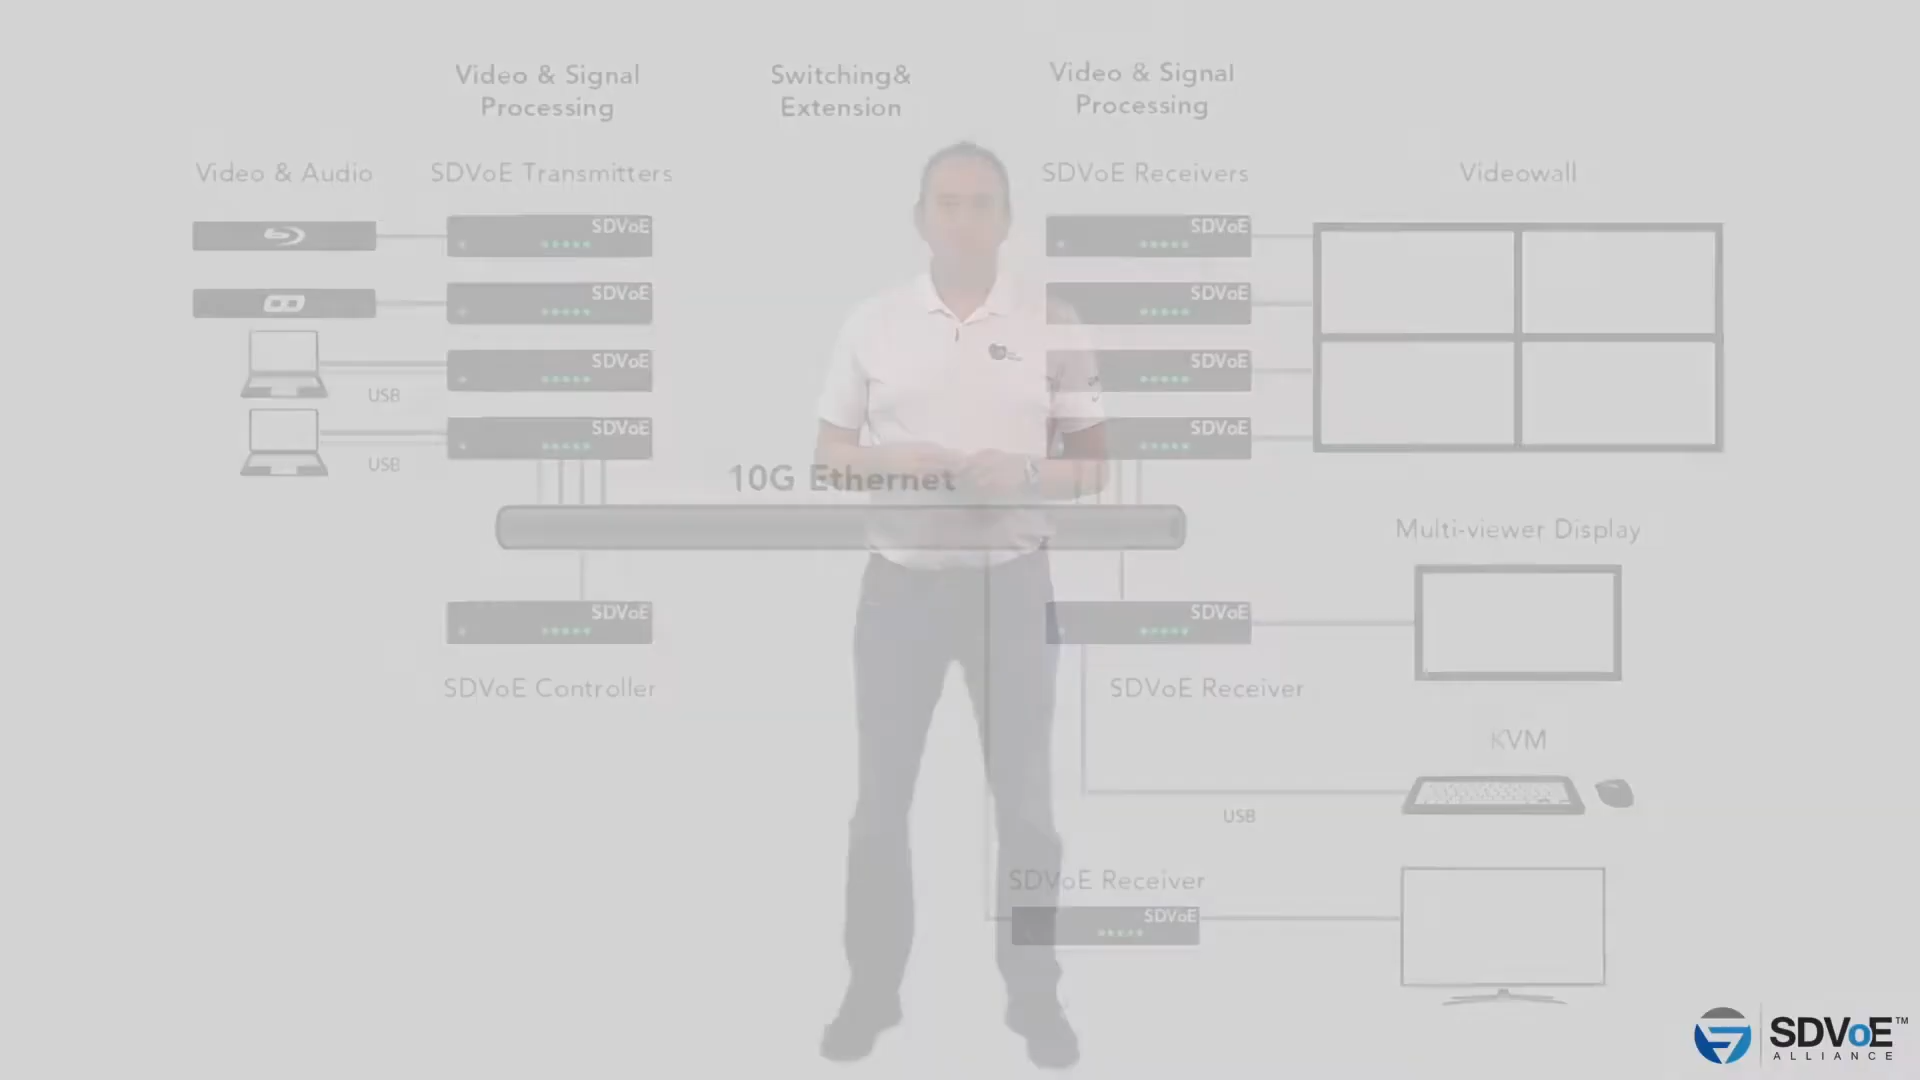 Video & Signal
Processing
Switching&
Extension
Video & Signal
Processing
Video & Audio
SDVoE Transmitters
SDVoE Receivers
Videowall
SDVoE
SDVoE
SDVoE
SDVoE
SDVoE
SDVoE
USB
SDVoE
SDVoE
USB
10G Ethernet
Multi-viewer Display
SDVoE
SDVoE
SDVoE Controller
SDVoE Receiver
KVM
USB
SDVoE Receiver
SDVoE
SDVoE™
ALLIANCE